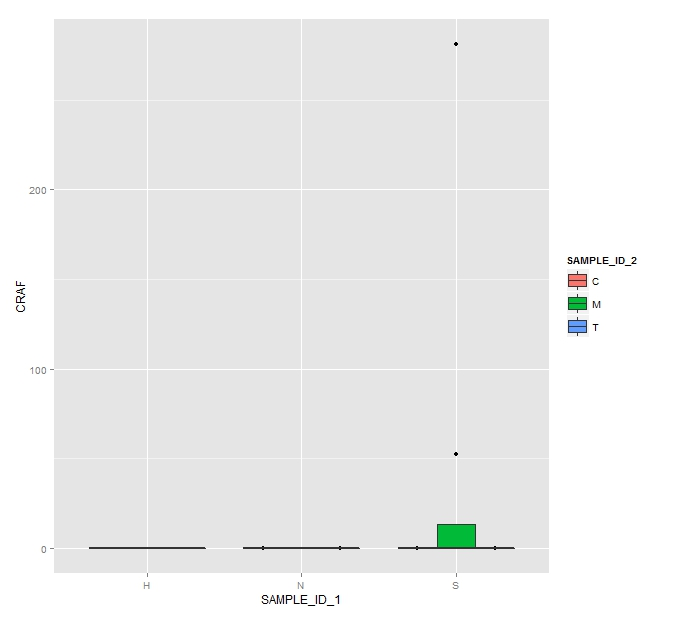 200
100
0
CRAF
H N S
SAMPLE_ID_1
SAMPLE_ID_2
C
M
T